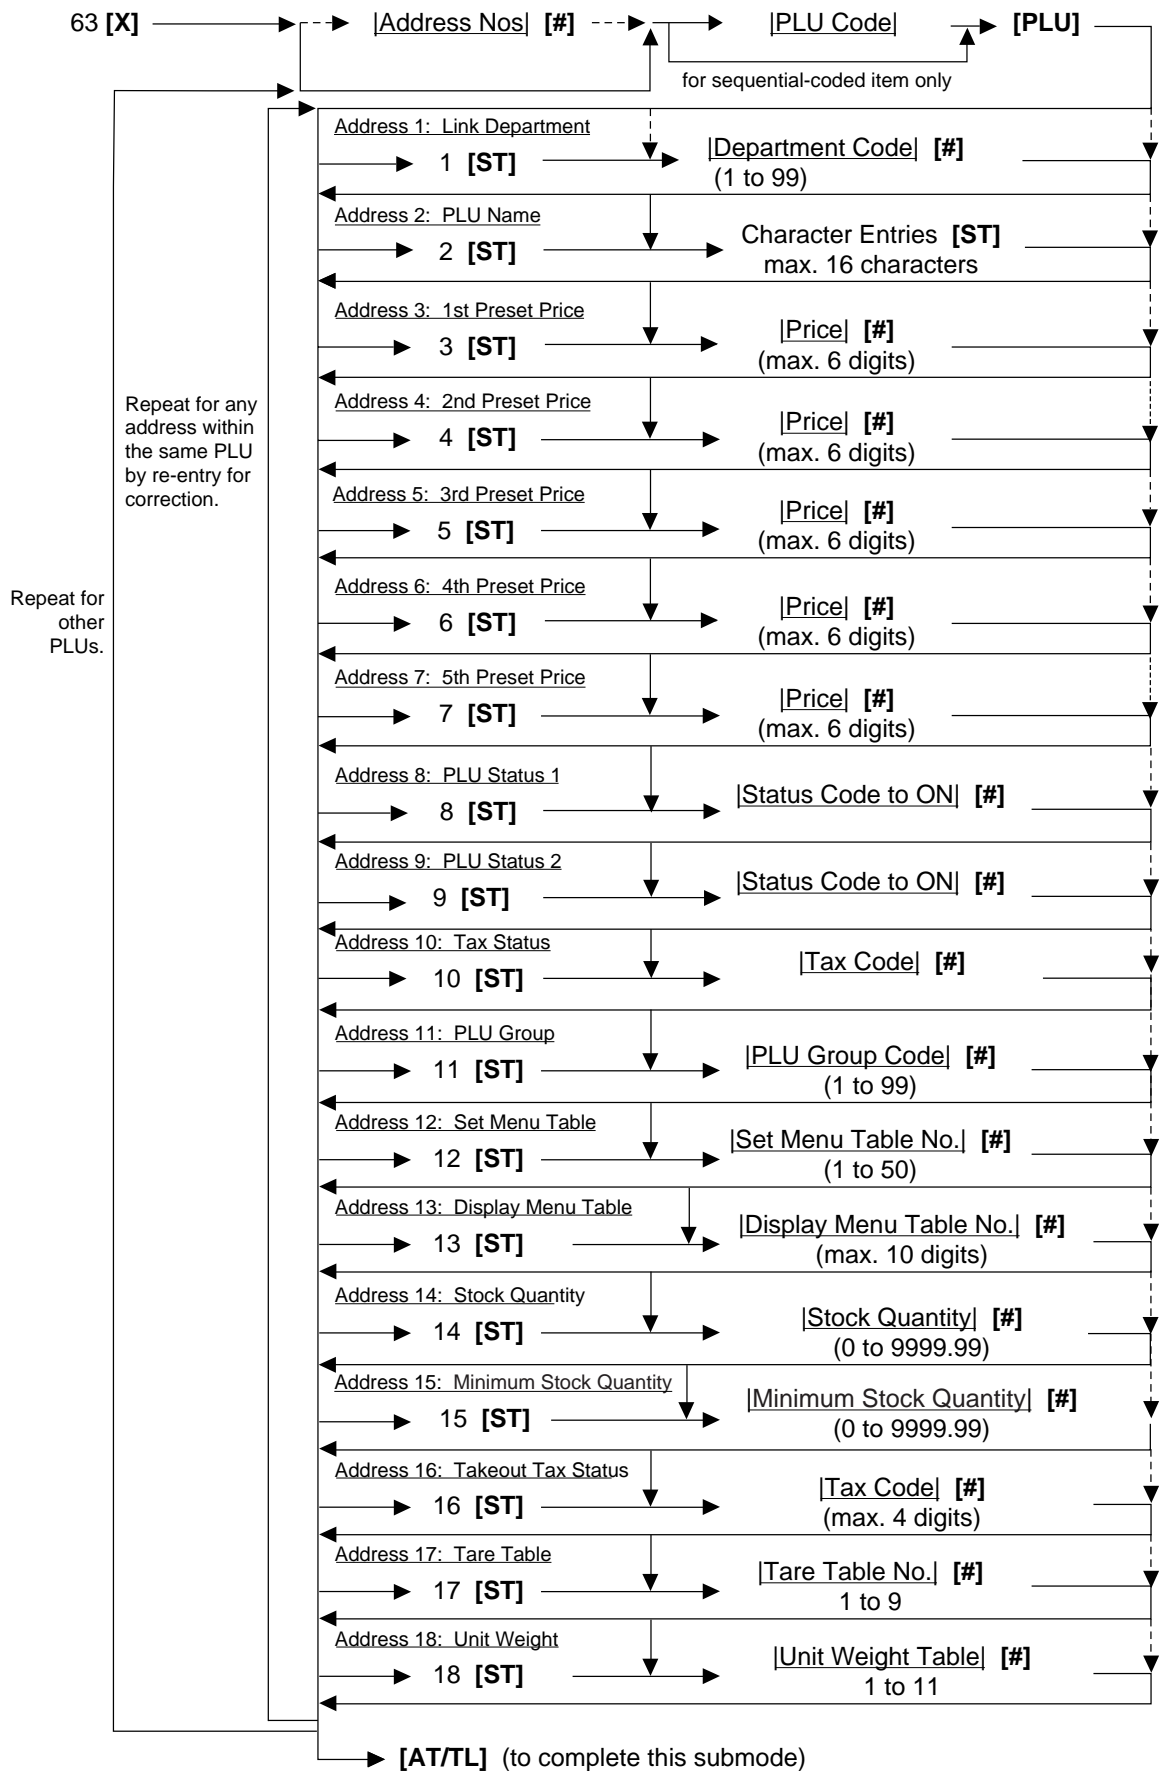 63 [X] |Address Nos| [#] |PLU Code| [PLU]
for sequential-coded item only
Address 1: Link Department
1 [ST] |Department Code| [#]
(1 to 99)
Address 2: PLU Name
2 [ST] Character Entries [ST]
max. 16 characters
Address 3: 1st Preset Price
3 [ST] |Price| [#]
(max. 6 digits)
Address 4: 2nd Preset Price
4 [ST] |Price| [#]
(max. 6 digits)
Repeat for any
address within
the same PLU
by re-entry for
correction.
Address 5: 3rd Preset Price
5 [ST] |Price| [#]
(max. 6 digits)
Address 6: 4th Preset Price
6 [ST] |Price| [#]
(max. 6 digits)
Repeat for
other
PLUs.
Address 7: 5th Preset Price
7 [ST] |Price| [#]
(max. 6 digits)
Address 8: PLU Status 1
8 [ST] |Status Code to ON| [#]
Address 9: PLU Status 2
9 [ST] |Status Code to ON| [#]
Address 10: Tax Status
10 [ST] |Tax Code| [#]
Address 11: PLU Group
11 [ST] |PLU Group Code| [#]
(1 to 99)
Address 12: Set Menu Table
12 [ST] |Set Menu Table No.| [#]
(1 to 50)
Address 13: Display Menu Table
13 [ST] |Display Menu Table No.| [#]
(max. 10 digits)
Address 14: Stock Quantity
14 [ST] |Stock Quantity| [#]
(0 to 9999.99)
Address 15: Minimum Stock Quantity
15 [ST] |Minimum Stock Quantity| [#]
(0 to 9999.99)
Address 16: Takeout Tax Status
16 [ST] |Tax Code| [#]
(max. 4 digits)
Address 17: Tare Table
17 [ST] |Tare Table No.| [#]
1 to 9
Address 18: Unit Weight
18 [ST] |Unit Weight Table| [#]
1 to 11
[AT/TL] (to complete this submode)